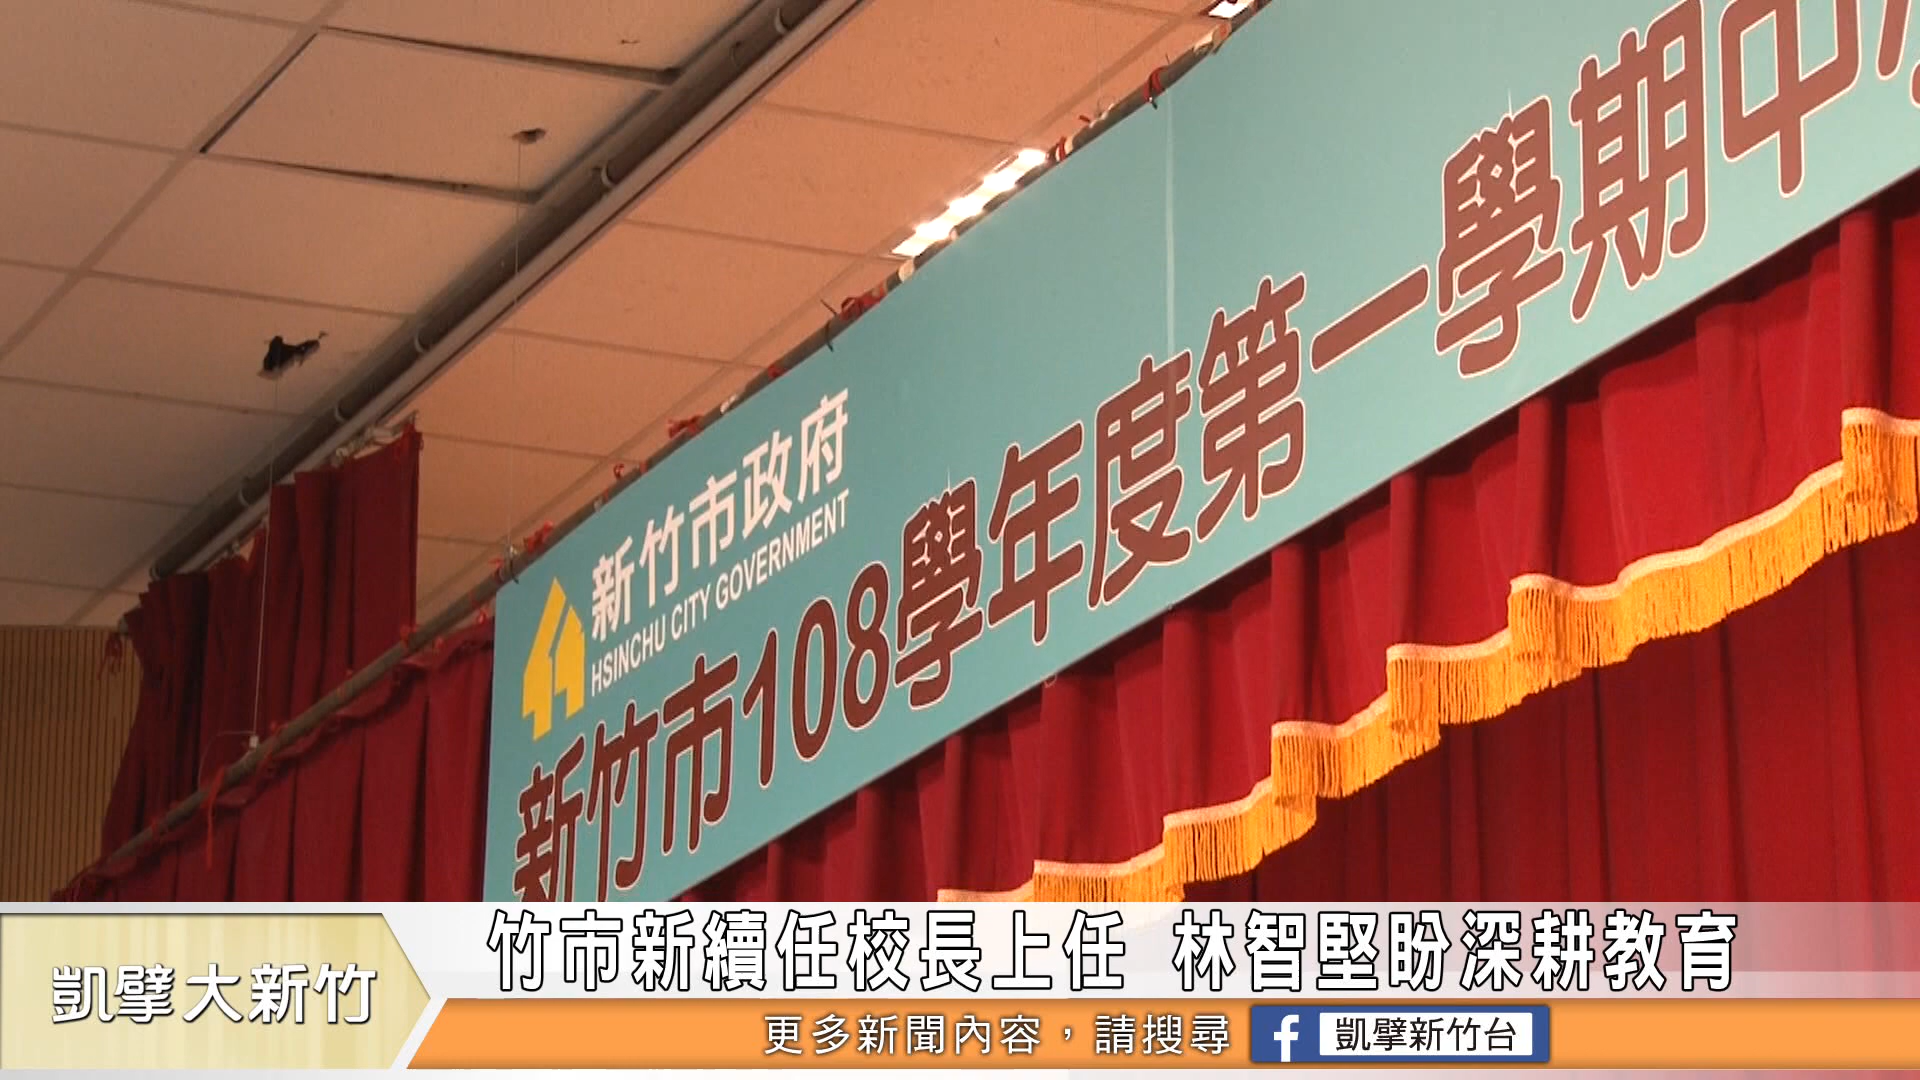 新竹市政府
HSINCHU CITY GOVERNMENT
新竹市108學年度第一學期中
竹市新續任校長上任 林智堅盼深耕教育
凱擘大新竹
更多新聞內容，請搜尋 f 凱擘新竹台